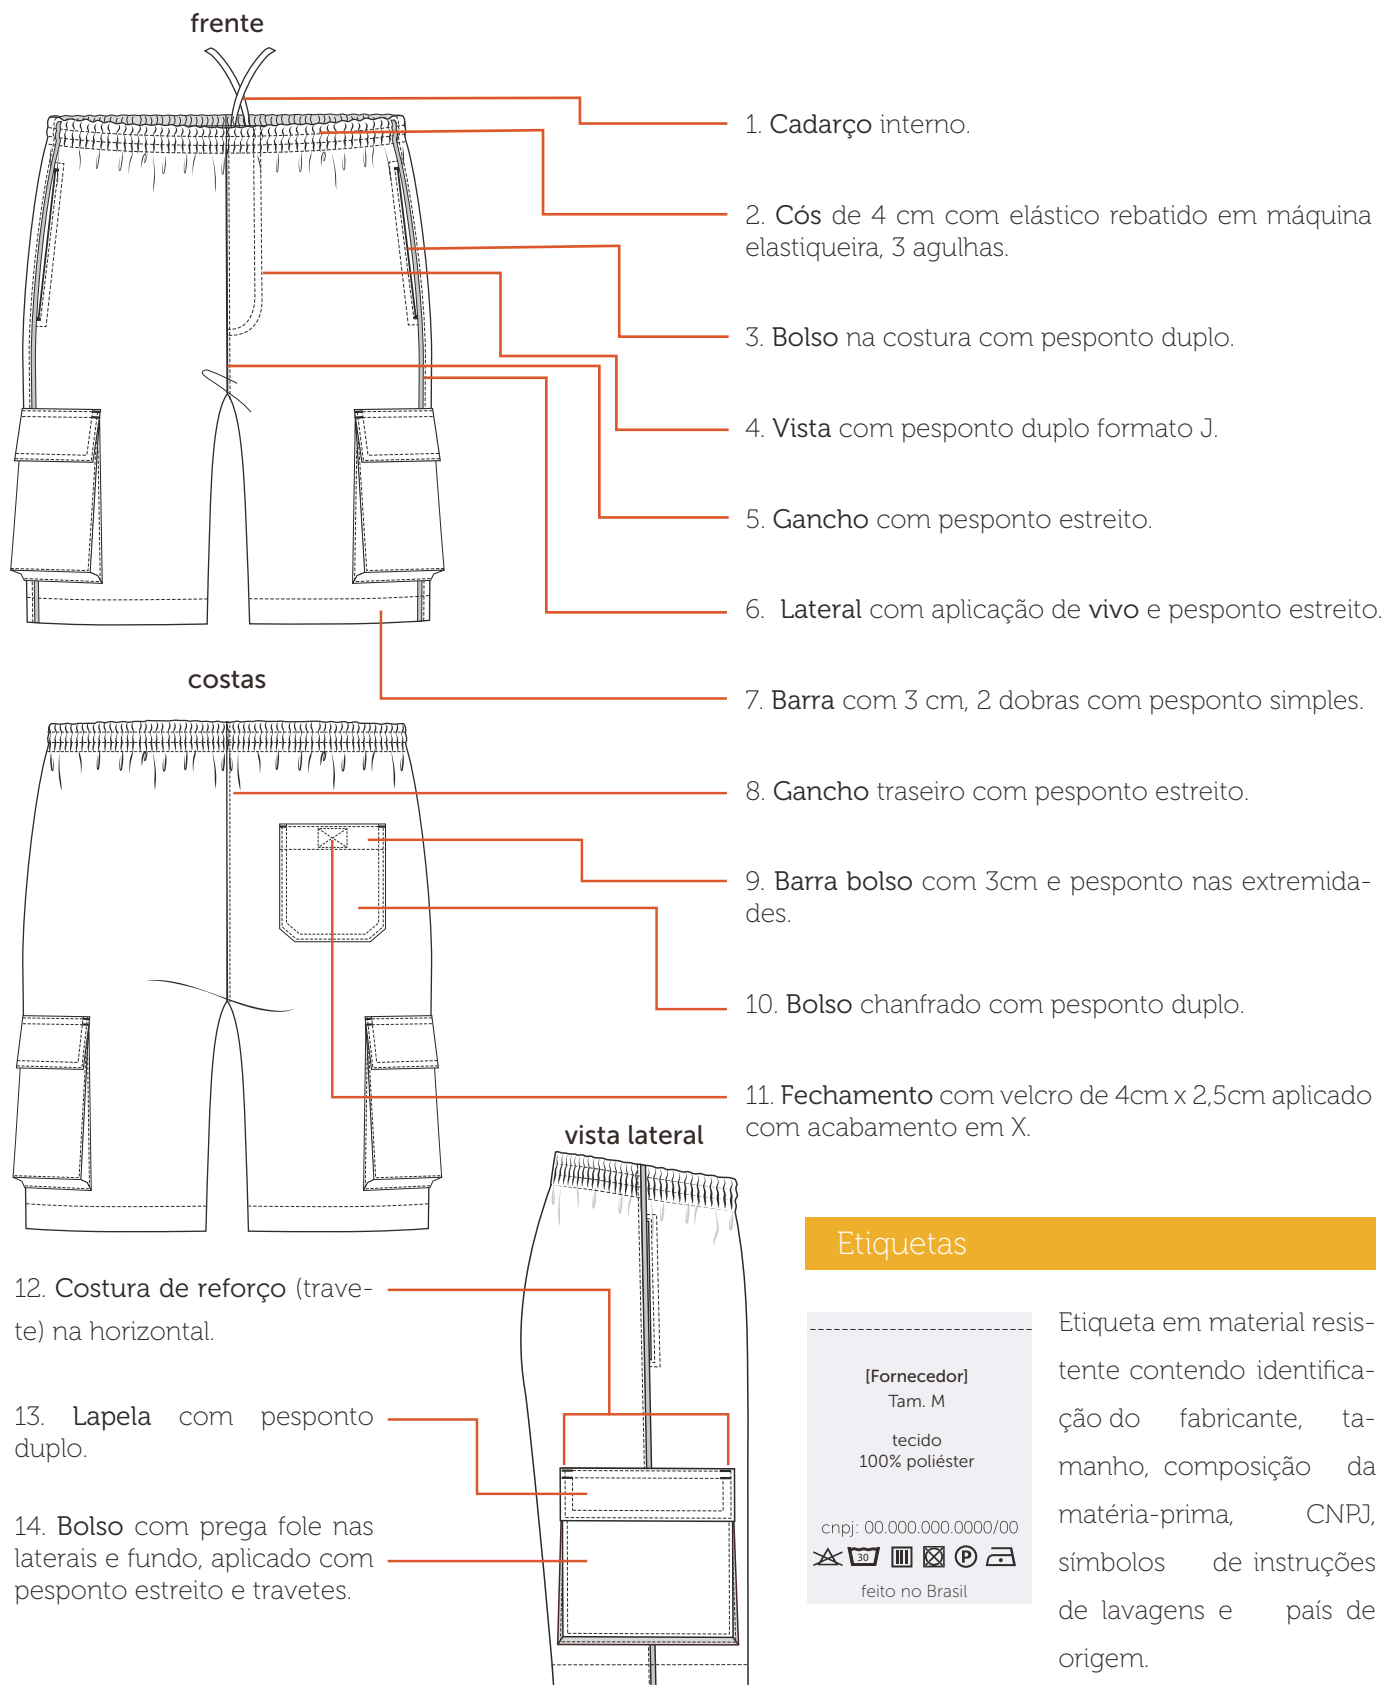 frente
1. Cadarço interno.
2. Cós de 4 cm com elástico rebatido em máquina
elastiqueira, 3 agulhas.
3. Bolso na costura com pesponto duplo.
4. Vista com pesponto duplo formato J.
5. Gancho com pesponto estreito.
6. Lateral com aplicação de vivo e pesponto estreito.
costas
7. Barra com 3 cm, 2 dobras com pesponto simples.
8. Gancho traseiro com pesponto estreito.
9. Barra bolso com 3cm e pesponto nas extremida-
des.
10. Bolso chanfrado com pesponto duplo.
11. Fechamento com velcro de 4cm x 2,5cm aplicado
com acabamento em X.
vista lateral
12. Costura de reforço (trave-
te) na horizontal.
13. Lapela com pesponto
duplo.
14. Bolso com prega fole nas
laterais e fundo, aplicado com
pesponto estreito e travetes.
Etiquetas
[Fornecedor]
Tam. M
tecido
100% poliéster
cnpj: 00.000.000.0000/00
30
P
feito no Brasil
Etiqueta em material resis-
tente contendo identifica-
ção do fabricante, ta-
manho, composição da
matéria-prima, CNPJ,
símbolos de instruções
de lavagens e país de
origem.